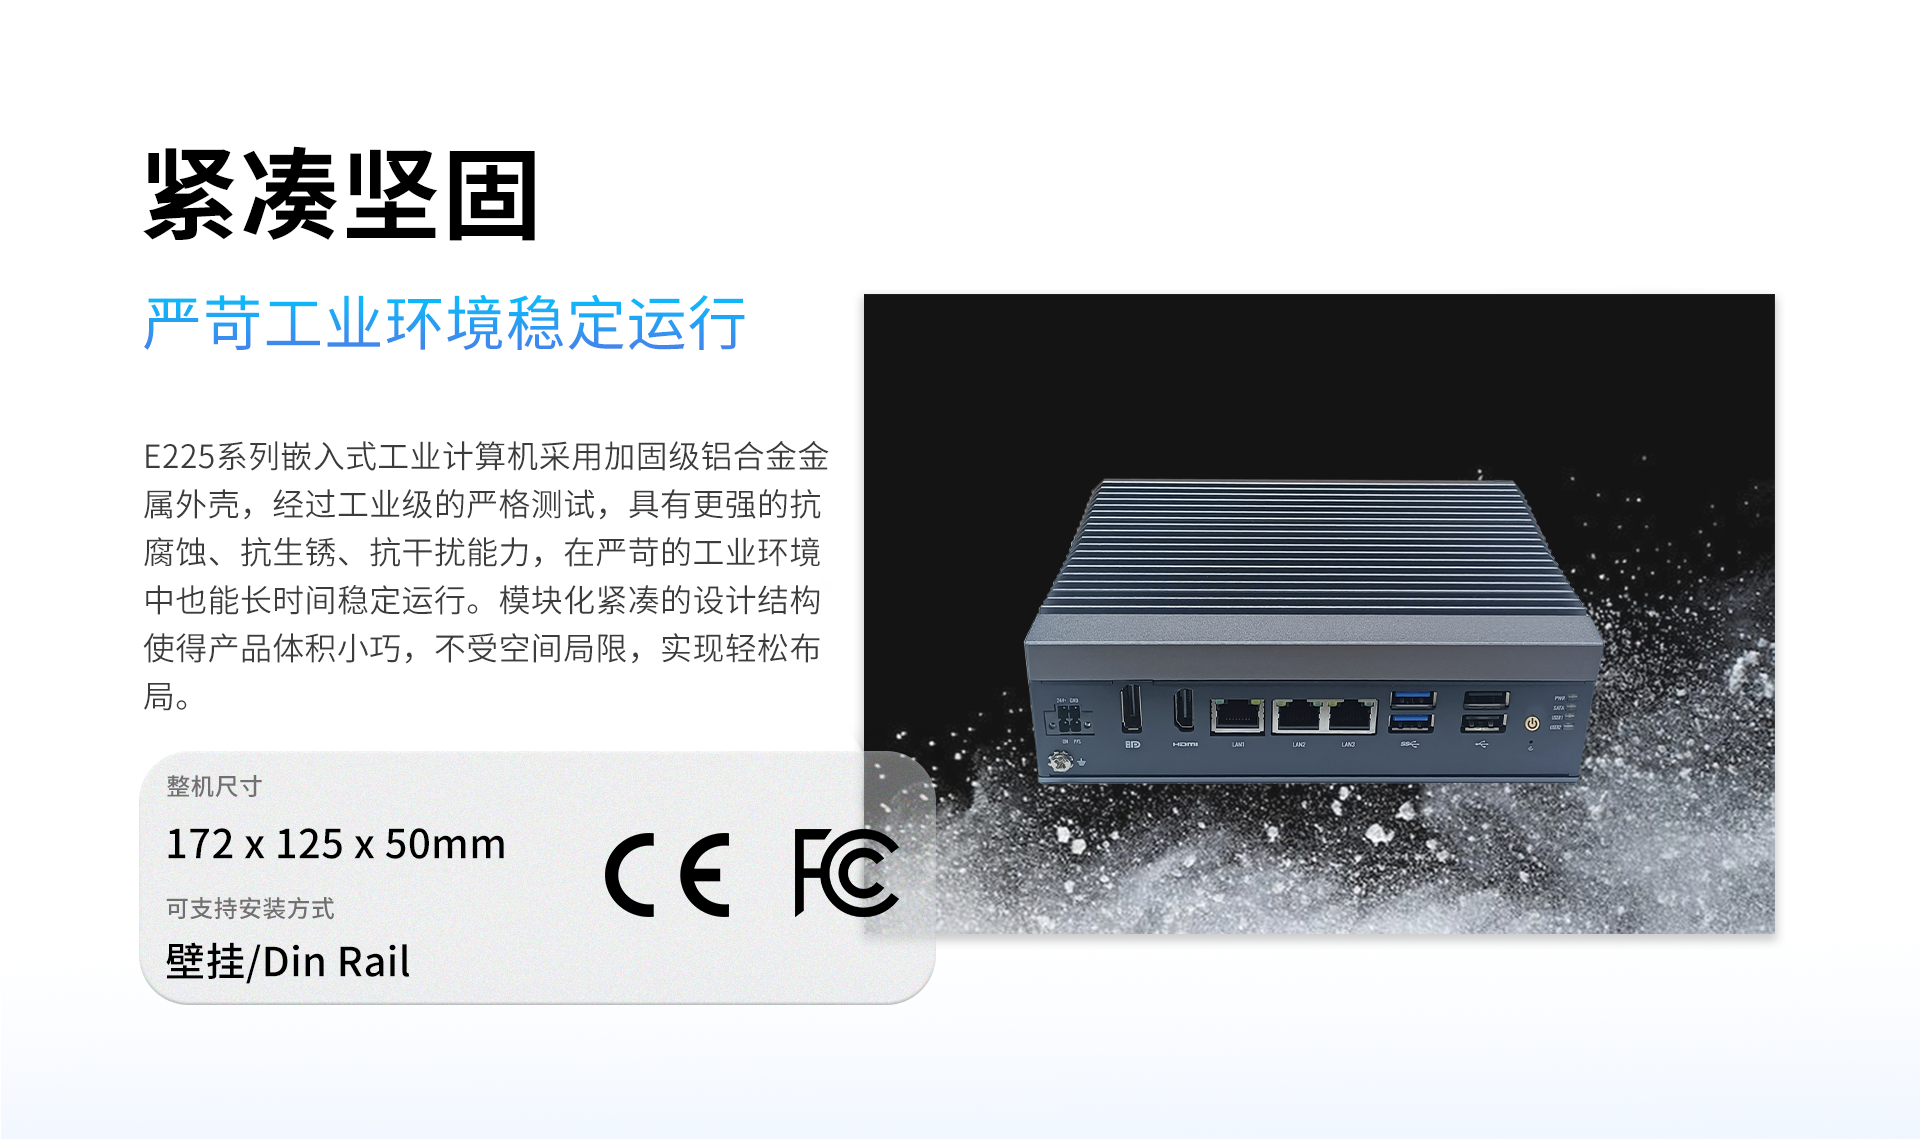 紧凑坚固
严苛工业环境稳定运行
E225系列嵌入式工业计算机采用加固级铝合金金
属外壳，经过工业级的严格测试，具有更强的抗
腐蚀、抗生锈、抗干扰能力，在严苛的工业环境
中也能长时间稳定运行。模块化紧凑的设计结构
使得产品体积小巧，不受空间局限，实现轻松布
局。
整机尺寸
172 x 125 x 50mm
可支持安装方式
壁挂/Din Rail
CE FC
HDMI
LAN1
LAN2
LAN3
PWR
SATA